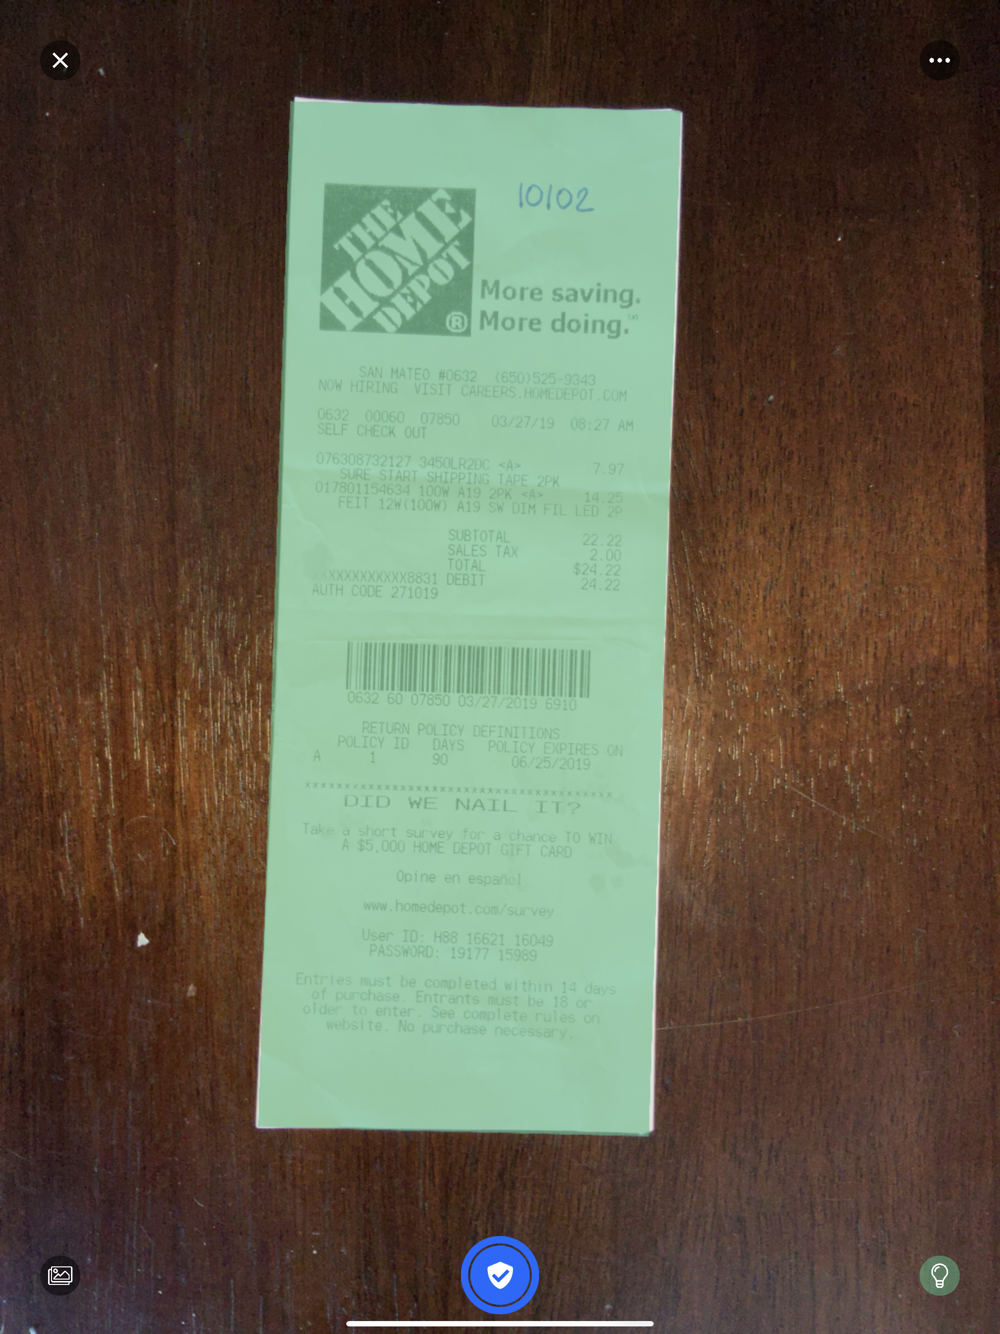 10/02
THE
HOME
DEPOT
®
More saving.
More doing.℠
SAN MATEO #0632 (650)525-9343
NOW HIRING VISIT CAREERS.HOMEDEPOT.COM
0632 00060 07850 03/27/19 08:27 AM
SELF CHECK OUT
076308732127 3450LR2DC <A> 7.97
SURE START SHIPPING TAPE 2PK
017801154634 100W A19 2PK <A> 14.25
FEIT 12W(100W) A19 SW DIM FIL LED 2P
SUBTOTAL 22.22
SALES TAX 2.00
TOTAL $24.22
XXXXXXXXXXXX8831 DEBIT 24.22
AUTH CODE 271019
0632 60 07850 03/27/2019 6910
RETURN POLICY DEFINITIONS
POLICY ID DAYS POLICY EXPIRES ON
A 1 90 06/25/2019
DID WE NAIL IT?
Take a short survey for a chance TO WIN
A $5,000 HOME DEPOT GIFT CARD
Opine en español
www.homedepot.com/survey
User ID: H88 16621 16049
PASSWORD: 19177 15989
Entries must be completed within 14 days
of purchase. Entrants must be 18 or
older to enter. See complete rules on
website. No purchase necessary.